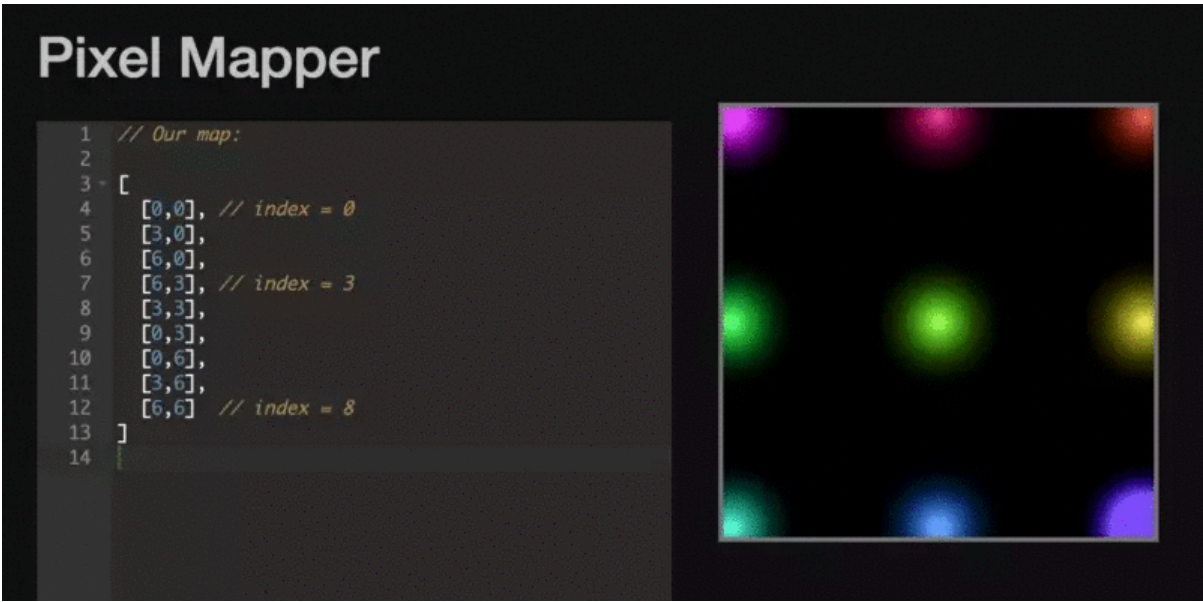 Pixel Mapper
1 // Our map:
2
3 [
4 [0,0], // index = 0
5 [3,0],
6 [6,0],
7 [6,3], // index = 3
8 [3,3],
9 [0,3],
10 [0,6],
11 [3,6],
12 [6,6] // index = 8
13 ]
14